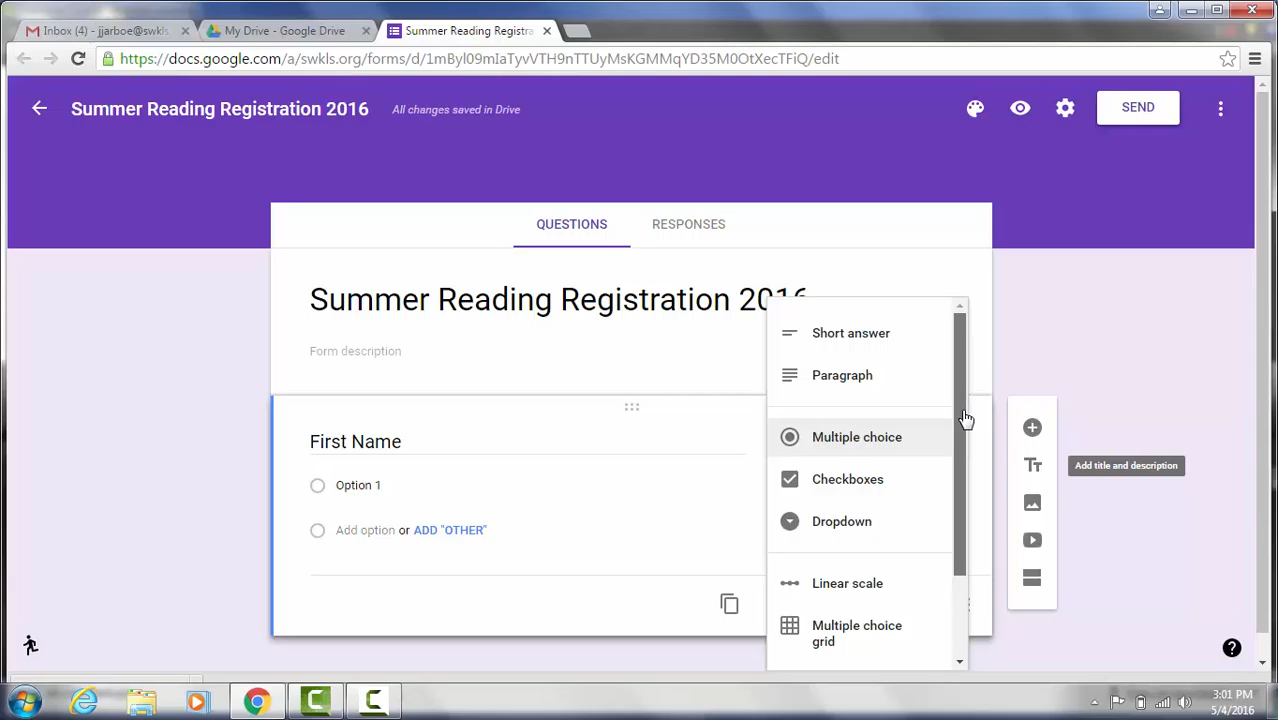 Inbox (4) - jjarboe@swkls
My Drive - Google Drive
Summer Reading Registra
https://docs.google.com/a/swkls.org/forms/d/1mByl09mIaTyvVTH9nTTUyMsKGMMqYD35M0OtXecTFiQ/edit
Summer Reading Registration 2016
All changes saved in Drive
SEND
QUESTIONS
RESPONSES
Summer Reading Registration 2016
Form description
Short answer
Paragraph
First Name
Multiple choice
Add title and description
Option 1
Checkboxes
Dropdown
Add option or ADD "OTHER"
Linear scale
Multiple choice
grid
3:01 PM
5/4/2016